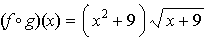 (f∘g)(x) = (x² + 9)√(x + 9)